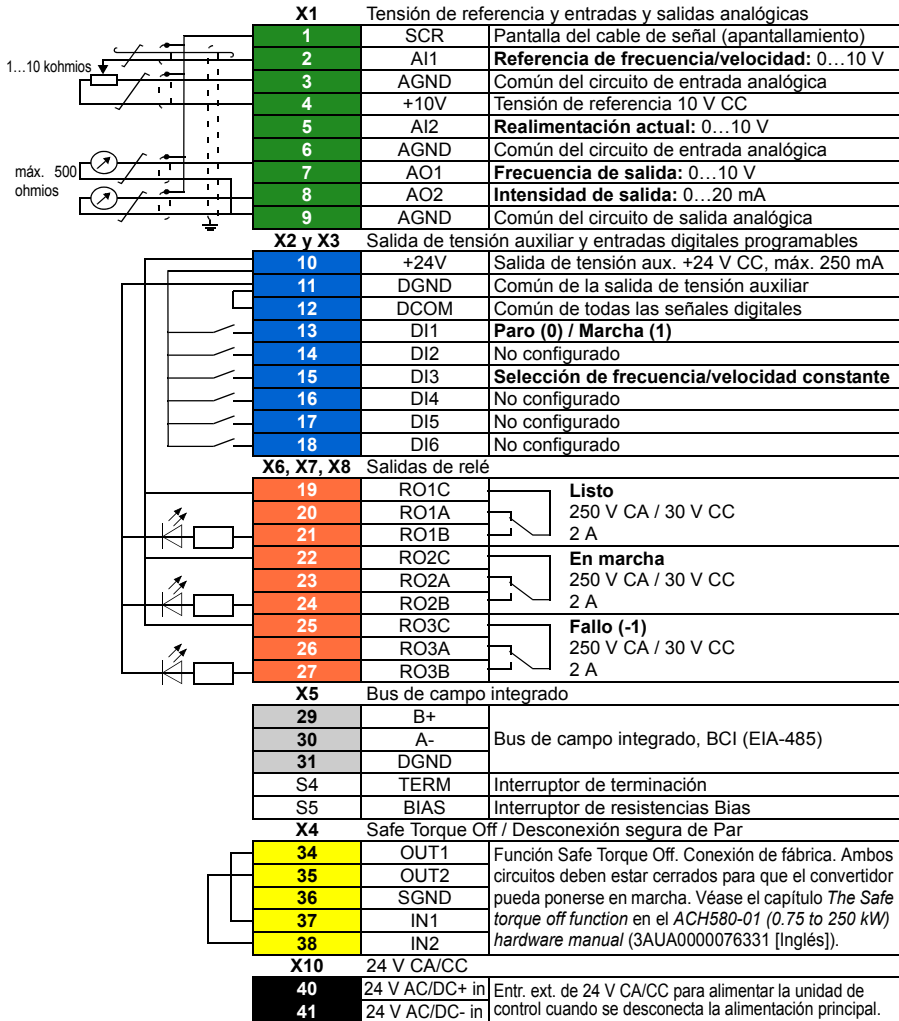 X1 Tensión de referencia y entradas y salidas analógicas
1 SCR Pantalla del cable de señal (apantallamiento)
1…10 kohmios
2 AI1 Referencia de frecuencia/velocidad: 0…10 V
3 AGND Común del circuito de entrada analógica
4 +10V Tensión de referencia 10 V CC
5 AI2 Realimentación actual: 0…10 V
6 AGND Común del circuito de entrada analógica
máx. 500
ohmios
7 AO1 Frecuencia de salida: 0…10 V
8 AO2 Intensidad de salida: 0…20 mA
9 AGND Común del circuito de salida analógica
X2 y X3 Salida de tensión auxiliar y entradas digitales programables
10 +24V Salida de tensión aux. +24 V CC, máx. 250 mA
11 DGND Común de la salida de tensión auxiliar
12 DCOM Común de todas las señales digitales
13 DI1 Paro (0) / Marcha (1)
14 DI2 No configurado
15 DI3 Selección de frecuencia/velocidad constante
16 DI4 No configurado
17 DI5 No configurado
18 DI6 No configurado
X6, X7, X8 Salidas de relé
19 RO1C Listo
20 RO1A 250 V CA / 30 V CC
21 RO1B 2 A
22 RO2C En marcha
23 RO2A 250 V CA / 30 V CC
24 RO2B 2 A
25 RO3C Fallo (-1)
26 RO3A 250 V CA / 30 V CC
27 RO3B 2 A
X5 Bus de campo integrado
29 B+
30 A- Bus de campo integrado, BCI (EIA-485)
31 DGND
S4 TERM Interruptor de terminación
S5 BIAS Interruptor de resistencias Bias
X4 Safe Torque Off / Desconexión segura de Par
34 OUT1 Función Safe Torque Off. Conexión de fábrica. Ambos
35 OUT2 circuitos deben estar cerrados para que el convertidor
36 SGND pueda ponerse en marcha. Véase el capítulo The Safe
37 IN1 torque off function en el ACH580-01 (0.75 to 250 kW)
38 IN2 hardware manual (3AUA0000076331 [Inglés]).
X10 24 V CA/CC
40 24 V AC/DC+ in Entr. ext. de 24 V CA/CC para alimentar la unidad de
41 24 V AC/DC- in control cuando se desconecta la alimentación principal.